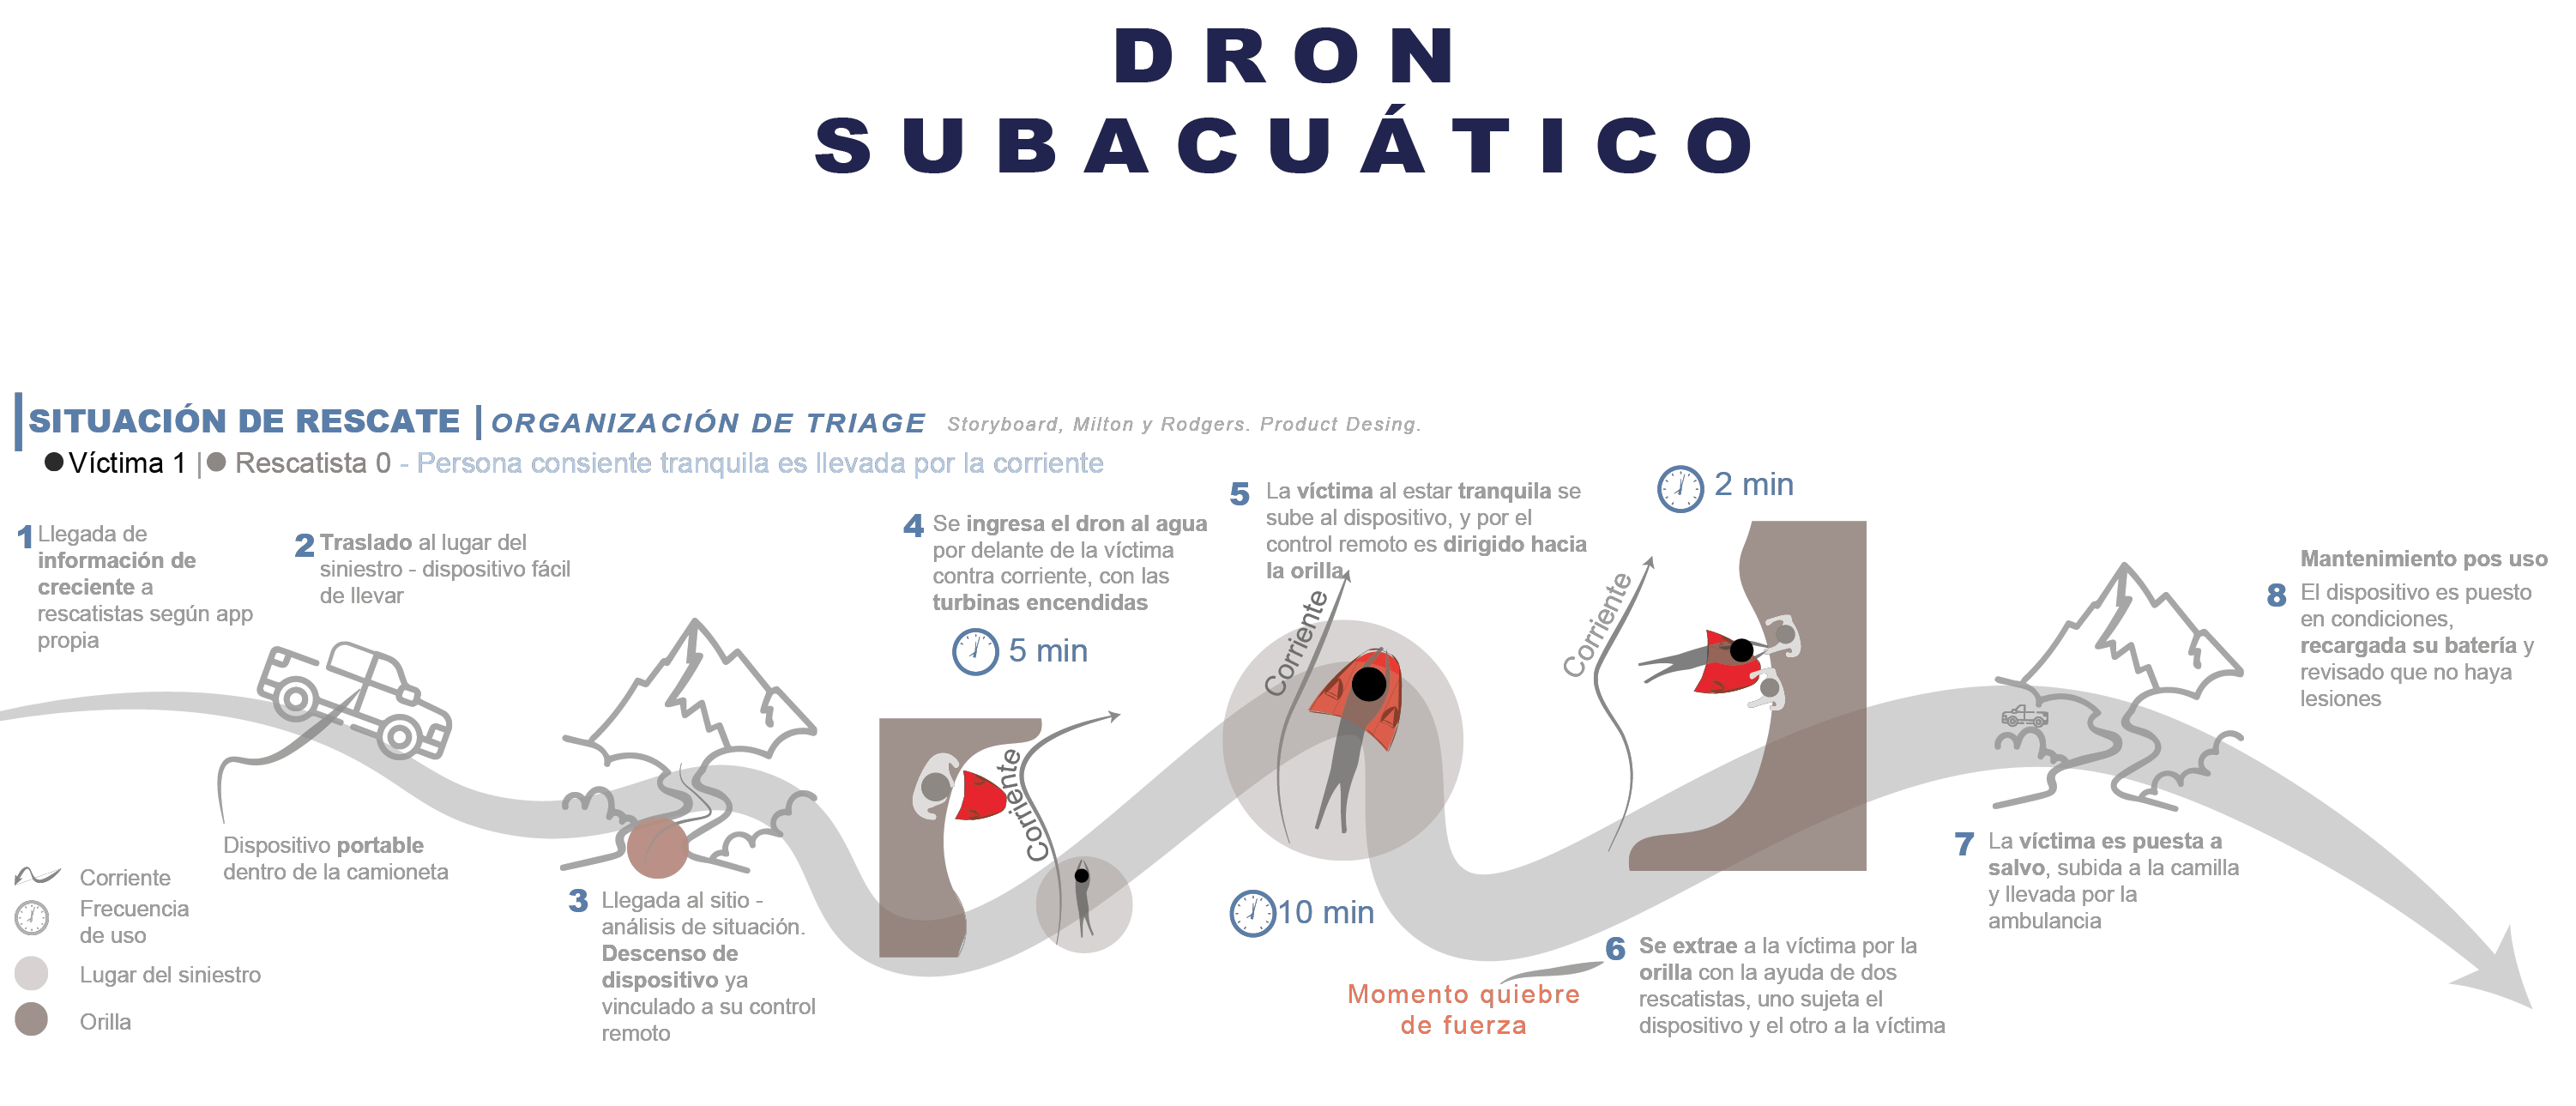 DRON
SUBACUÁTICO
SITUACIÓN DE RESCATE | ORGANIZACIÓN DE TRIAGE Storyboard, Milton y Rodgers. Product Desing.
Víctima 1 | Rescatista 0 - Persona consiente tranquila es llevada por la corriente
1 Llegada de
información de
creciente a
rescatistas según app
propia
2 Traslado al lugar del
siniestro - dispositivo fácil
de llevar
Dispositivo portable
dentro de la camioneta
3 Llegada al sitio -
análisis de situación.
Descenso de
dispositivo ya
vinculado a su control
remoto
4 Se ingresa el dron al agua
por delante de la víctima
contra corriente, con las
turbinas encendidas
5 min
Corriente
5 La víctima al estar tranquila se
sube al dispositivo, y por el
control remoto es dirigido hacia
la orilla
Corriente
10 min
Momento quiebre
de fuerza
2 min
Corriente
6 Se extrae a la víctima por la
orilla con la ayuda de dos
rescatistas, uno sujeta el
dispositivo y el otro a la víctima
7 La víctima es puesta a
salvo, subida a la camilla
y llevada por la
ambulancia
Mantenimiento pos uso
8 El dispositivo es puesto
en condiciones,
recargada su batería y
revisado que no haya
lesiones
Corriente
Frecuencia
de uso
Lugar del siniestro
Orilla